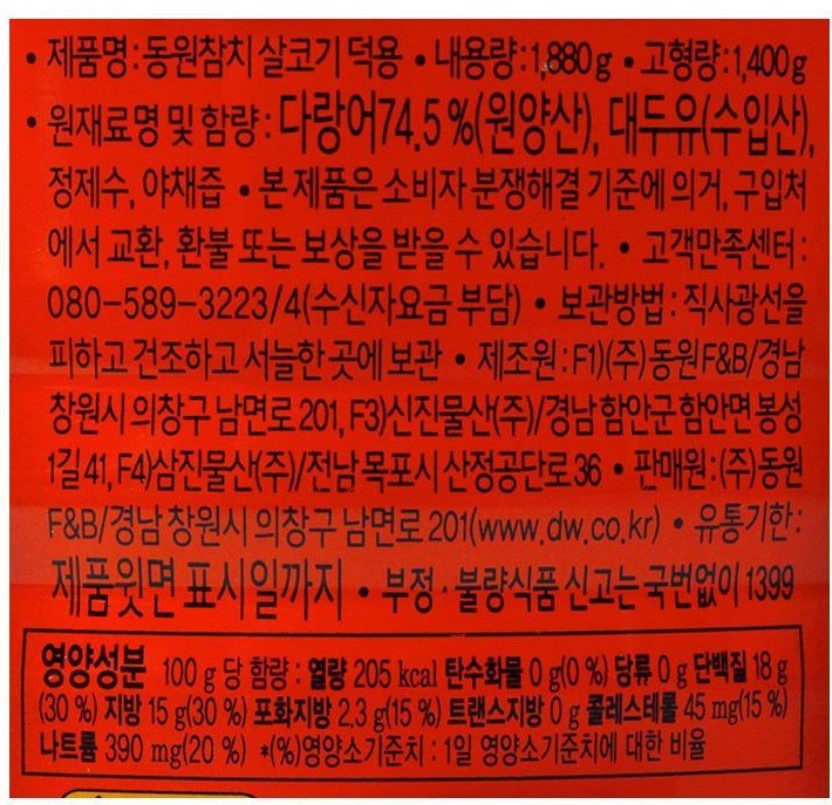 • 제품명 : 동원참치 살코기 덕용 • 내용량 : 1,880 g • 고형량 : 1,400 g
• 원재료명 및 함량 : 다랑어74.5 %(원양산), 대두유(수입산),
정제수, 야채즙 • 본 제품은 소비자 분쟁해결 기준에 의거, 구입처
에서 교환, 환불 또는 보상을 받을 수 있습니다. • 고객만족센터 :
080-589-3223/4(수신자요금 부담) • 보관방법 : 직사광선을
피하고 건조하고 서늘한 곳에 보관 • 제조원 : F1)(주)동원F&B/경남
창원시 의창구 남면로 201, F3)신진물산(주)/경남 함안군 함안면 봉성
1길 41, F4)삼진물산(주)/전남 목포시 산정공단로 36 • 판매원 : (주)동원
F&B/경남 창원시 의창구 남면로 201(www.dw.co.kr) • 유통기한 :
제품윗면 표시일까지 • 부정·불량식품 신고는 국번없이 1399
영양성분 100 g 당 함량 : 열량 205 kcal 탄수화물 0 g(0 %) 당류 0 g 단백질 18 g
(30 %) 지방 15 g(30 %) 포화지방 2.3 g(15 %) 트랜스지방 0 g 콜레스테롤 45 mg(15 %)
나트륨 390 mg(20 %) *(%)영양소기준치 : 1일 영양소기준치에 대한 비율